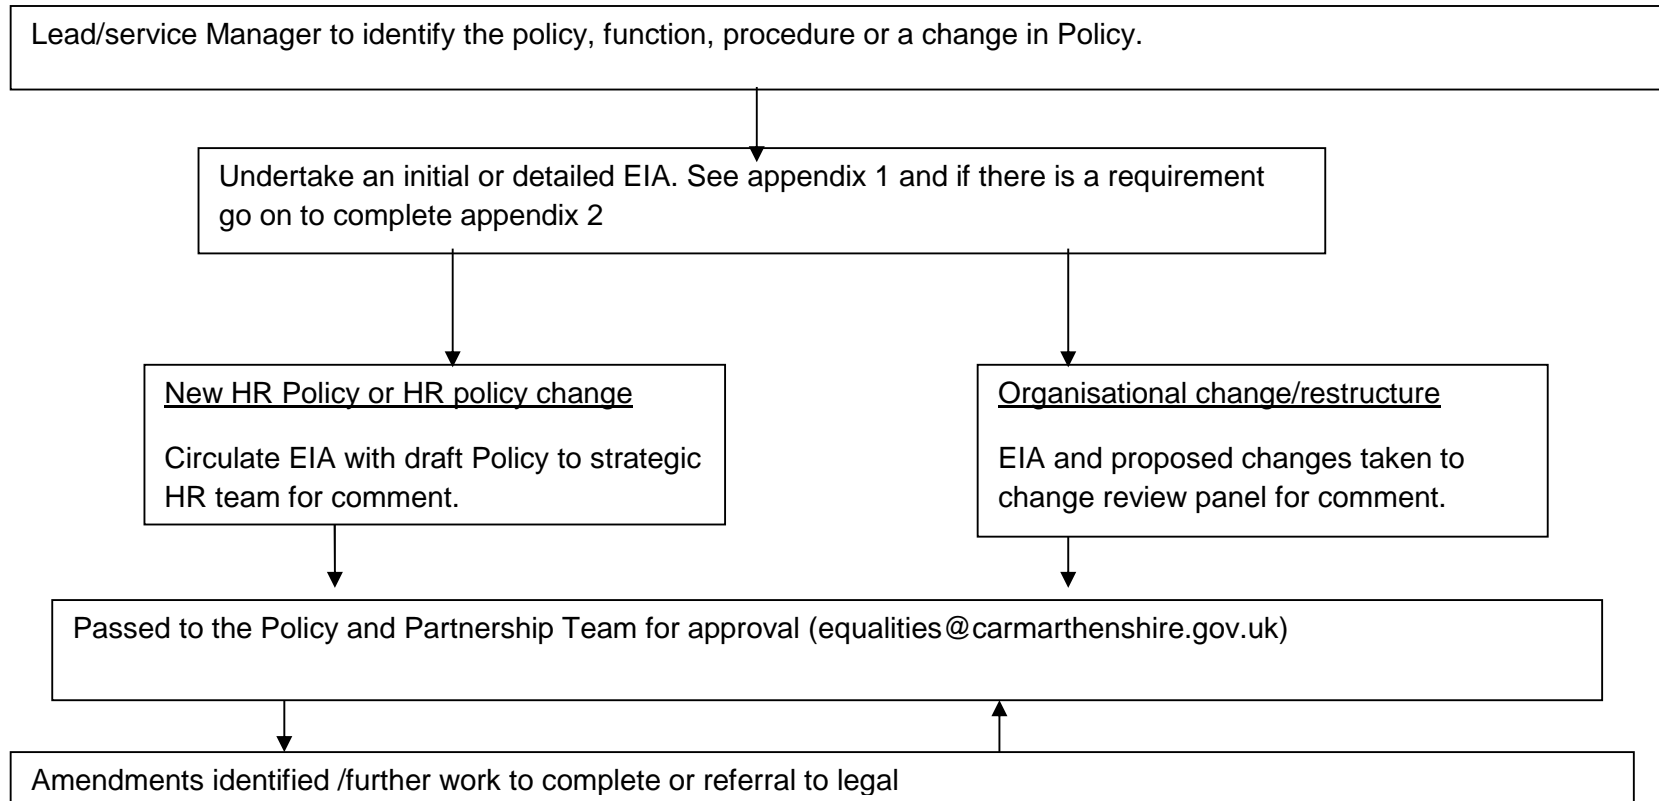 Lead/service Manager to identify the policy, function, procedure or a change in Policy.
Undertake an initial or detailed EIA. See appendix 1 and if there is a requirement
go on to complete appendix 2
New HR Policy or HR policy change
Circulate EIA with draft Policy to strategic
HR team for comment.
Organisational change/restructure
EIA and proposed changes taken to
change review panel for comment.
Passed to the Policy and Partnership Team for approval (equalities@carmarthenshire.gov.uk)
Amendments identified /further work to complete or referral to legal